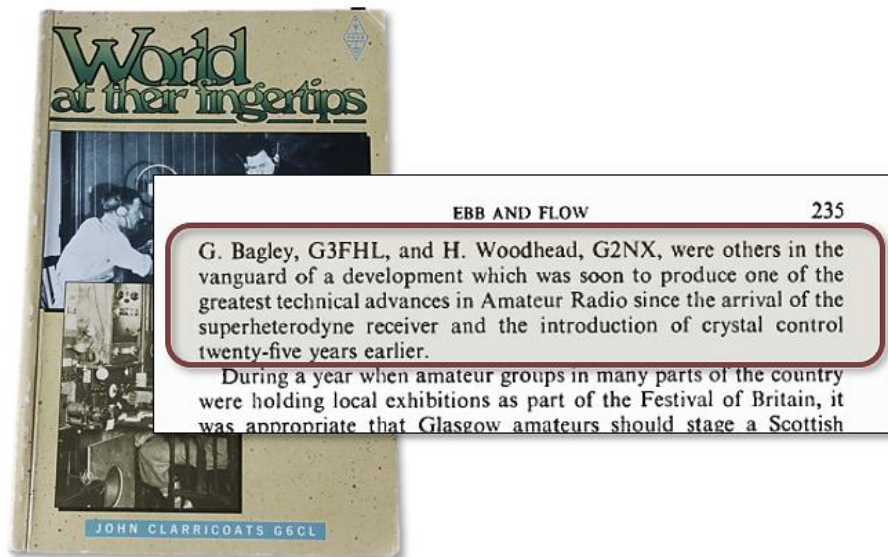 World
at their fingertips
JOHN CLARRICOATS G6CL
EBB AND FLOW 235
G. Bagley, G3FHL, and H. Woodhead, G2NX, were others in the
vanguard of a development which was soon to produce one of the
greatest technical advances in Amateur Radio since the arrival of the
superheterodyne receiver and the introduction of crystal control
twenty-five years earlier.
During a year when amateur groups in many parts of the country
were holding local exhibitions as part of the Festival of Britain, it
was appropriate that Glasgow amateurs should stage a Scottish